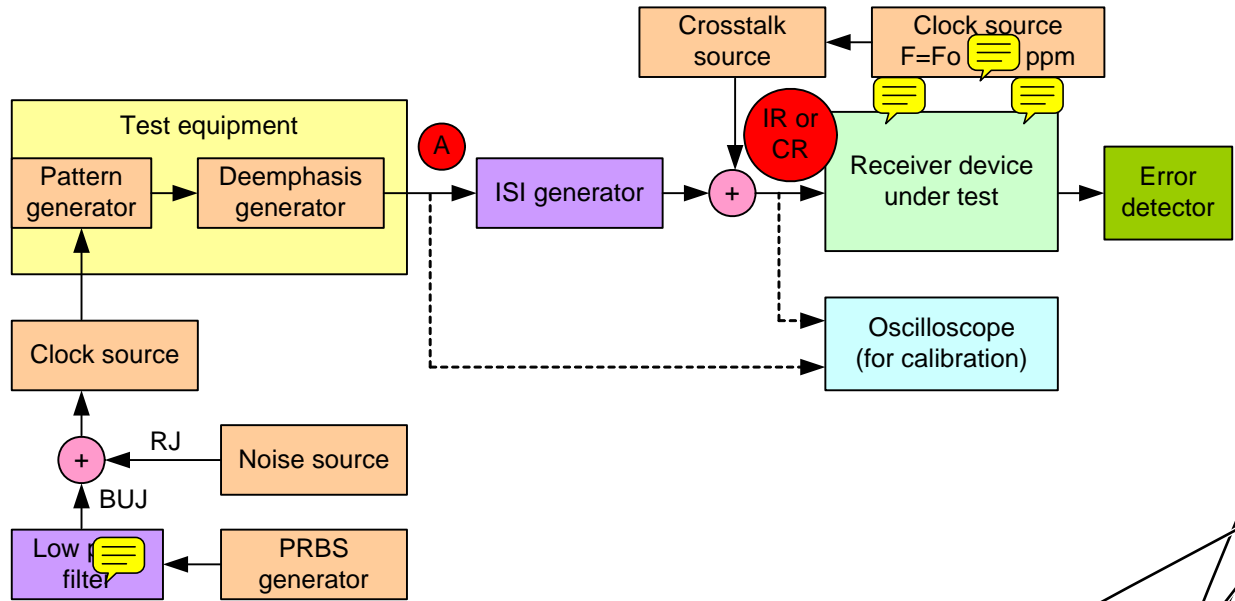 Crosstalk
source
Clock source
F=Fo ppm
Test equipment
Pattern
generator
Deemphasis
generator
A
ISI generator
+
IR or
CR
Receiver device
under test
Error
detector
Clock source
Oscilloscope
(for calibration)
+
RJ
Noise source
BUJ
Low
filter
PRBS
generator